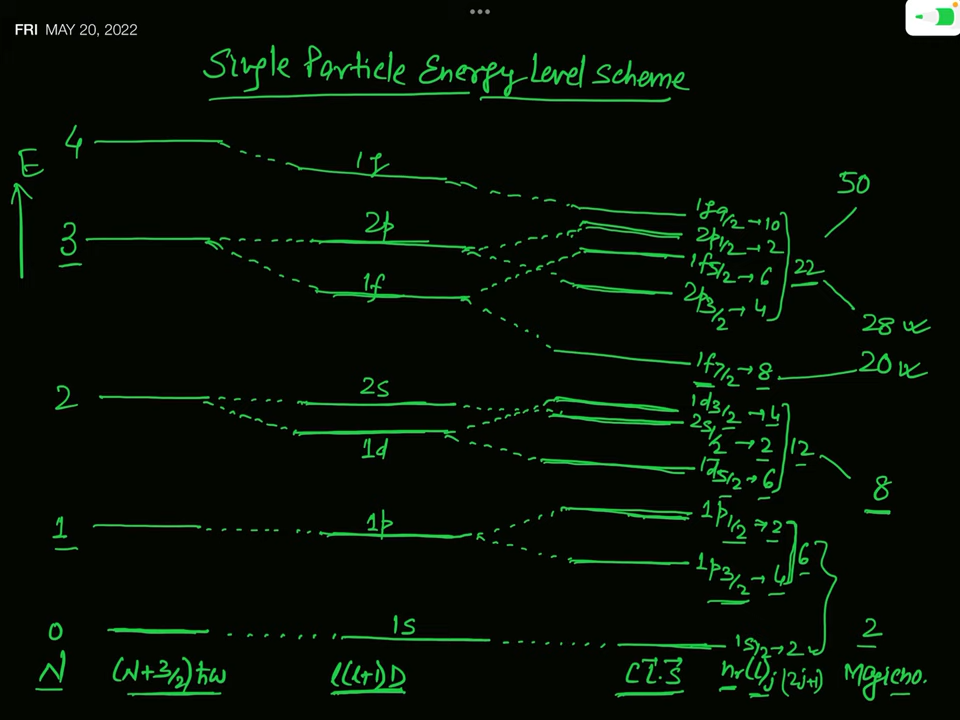 FRI MAY 20, 2022
Single Particle Energy Level Scheme
E
4
1g
50
3
2p
1g9/2 → 10
2p1/2 → 2
1f
1f5/2 → 6
22
2p3/2 → 4
28
1f7/2 → 8
20
2
2s
1d3/2 → 4
2s1/2 → 2
12
1d
1d5/2 → 6
8
1
1p
1p1/2 → 2
6
1p3/2 → 4
0
1s
1s1/2 → 2
2
N
(N+3/2)ħω
l(l+1)D
C l⃗.s⃗
nr(l)j (2j+1)
Magic no.